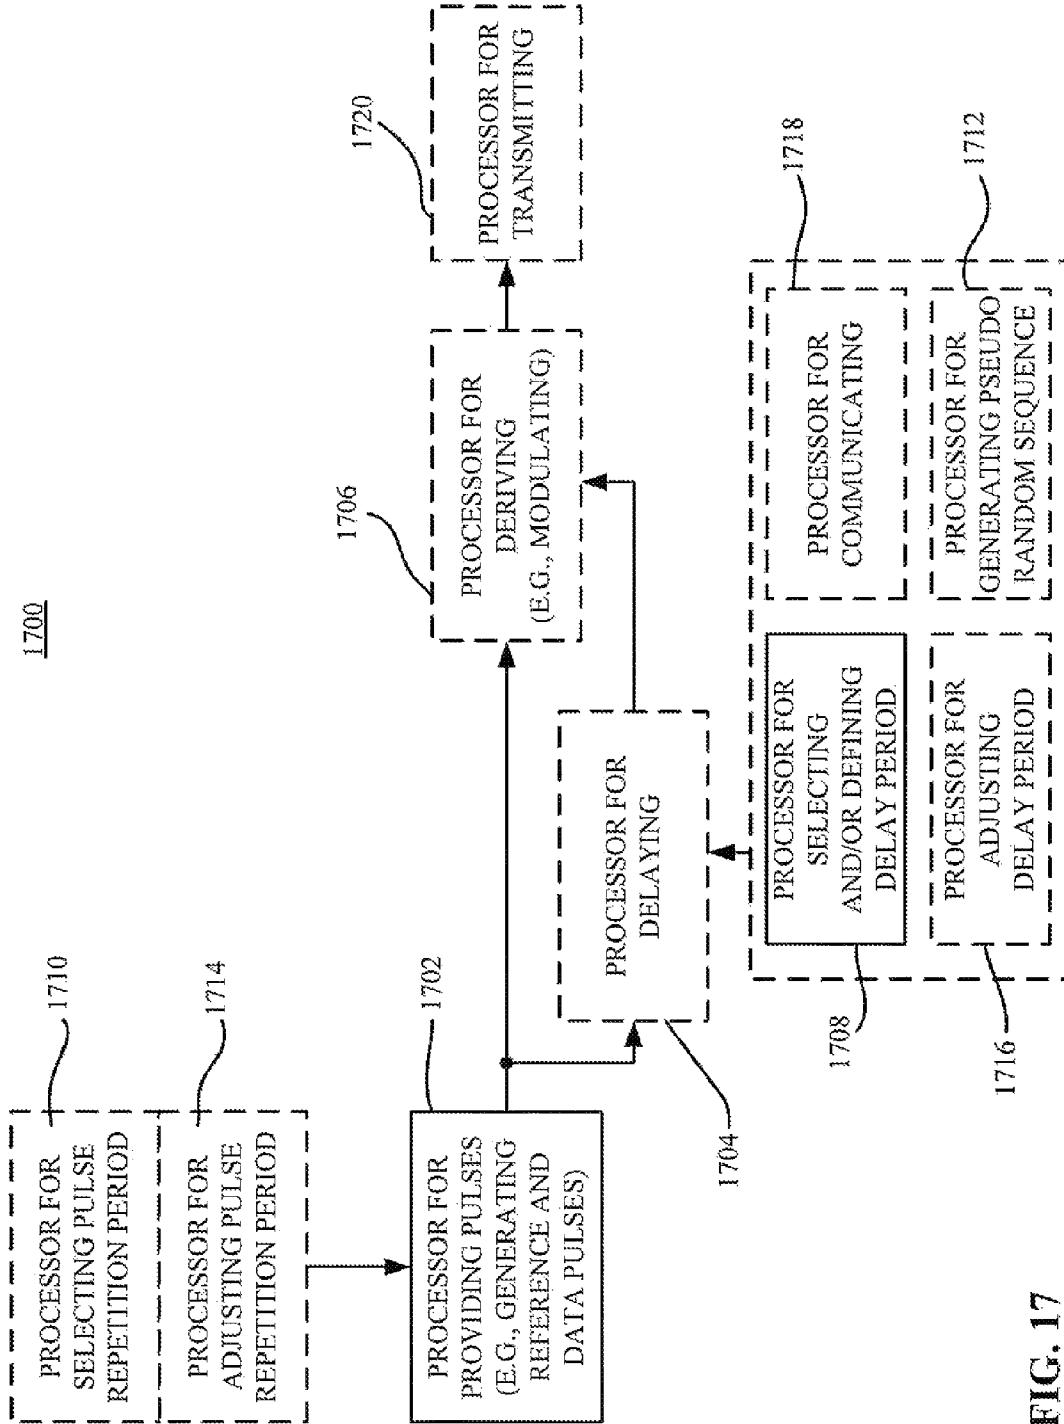 1700
PROCESSOR FOR
SELECTING PULSE
REPETITION PERIOD
1710
PROCESSOR FOR
ADJUSTING PULSE
REPETITION PERIOD
1714
PROCESSOR FOR
PROVIDING PULSES
(E.G., GENERATING
REFERENCE AND
DATA PULSES)
1702
PROCESSOR FOR
DELAYING
1704
PROCESSOR FOR
DERIVING
(E.G., MODULATING)
1706
PROCESSOR FOR
TRANSMITTING
1720
PROCESSOR FOR
SELECTING
AND/OR DEFINING
DELAY PERIOD
1708
PROCESSOR FOR
COMMUNICATING
1718
PROCESSOR FOR
ADJUSTING
DELAY PERIOD
1716
PROCESSOR FOR
GENERATING PSEUDO
RANDOM SEQUENCE
1712
FIG. 17